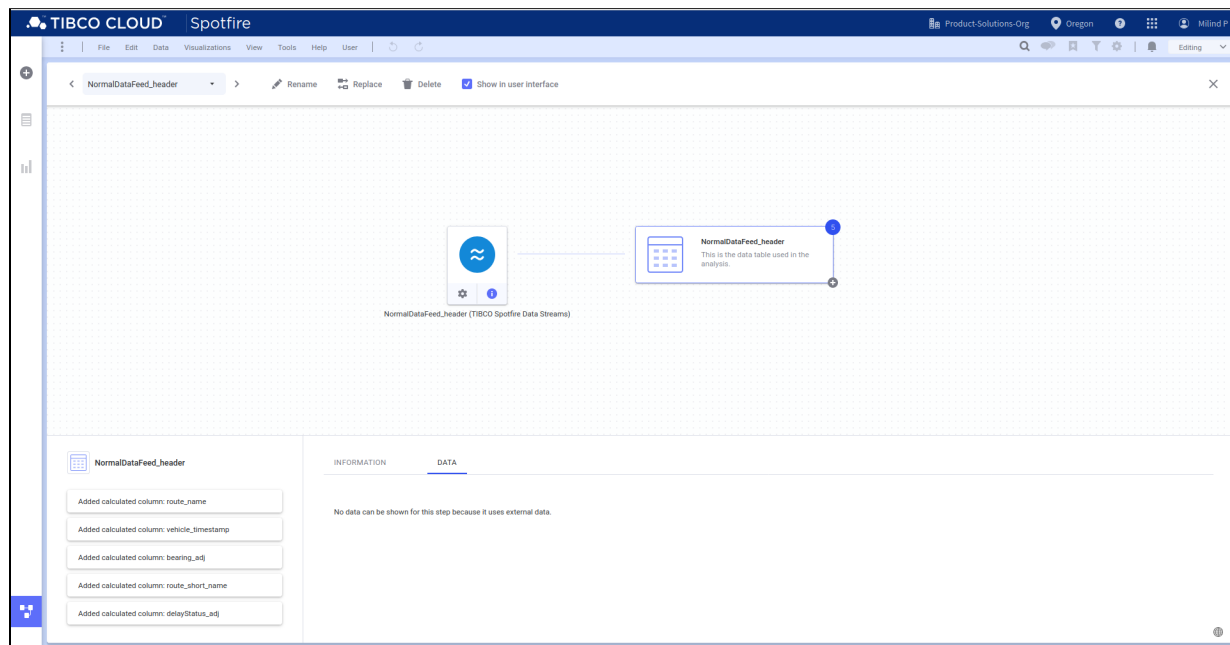 TIBCO CLOUD™ Spotfire
Product-Solutions-Org Oregon ? Milind P
File Edit Data Visualizations View Tools Help User
Editing
NormalDataFeed_header
Rename Replace Delete Show in user interface
5
NormalDataFeed_header
This is the data table used in the
analysis.
NormalDataFeed_header (TIBCO Spotfire Data Streams)
NormalDataFeed_header
INFORMATION DATA
Added calculated column: route_name
Added calculated column: vehicle_timestamp
Added calculated column: bearing_adj
Added calculated column: route_short_name
Added calculated column: delayStatus_adj
No data can be shown for this step because it uses external data.